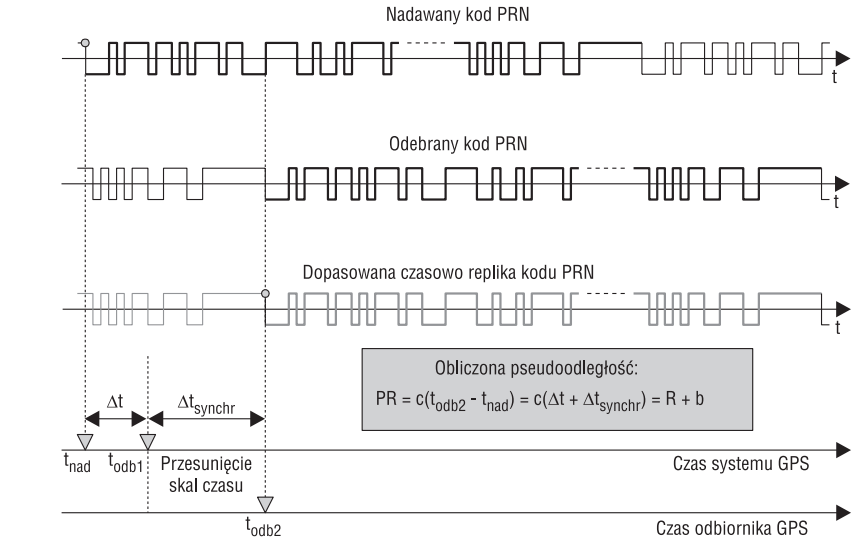 Nadawany kod PRN
t
Odebrany kod PRN
t
Dopasowana czasowo replika kodu PRN
t
Obliczona pseudoodległość:
PR = c(t_odb2 - t_nad) = c(Δt + Δt_synchr) = R + b
Δt
Δt_synchr
t_nad
t_odb1
Przesunięcie
skal czasu
Czas systemu GPS
t_odb2
Czas odbiornika GPS